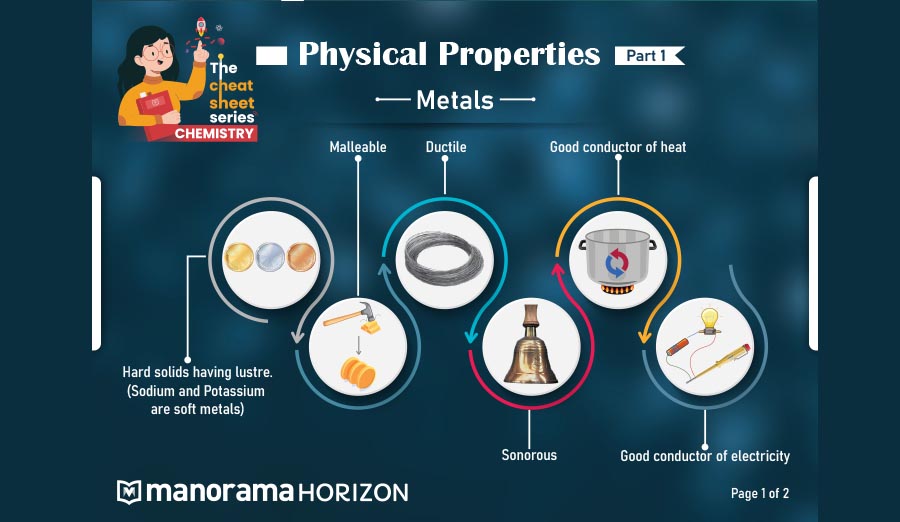 The
cheat
sheet
series
CHEMISTRY
Physical Properties
Part 1
Metals
Malleable
Ductile
Good conductor of heat
Hard solids having lustre.
(Sodium and Potassium
are soft metals)
Sonorous
Good conductor of electricity
manorama HORIZON
Page 1 of 2